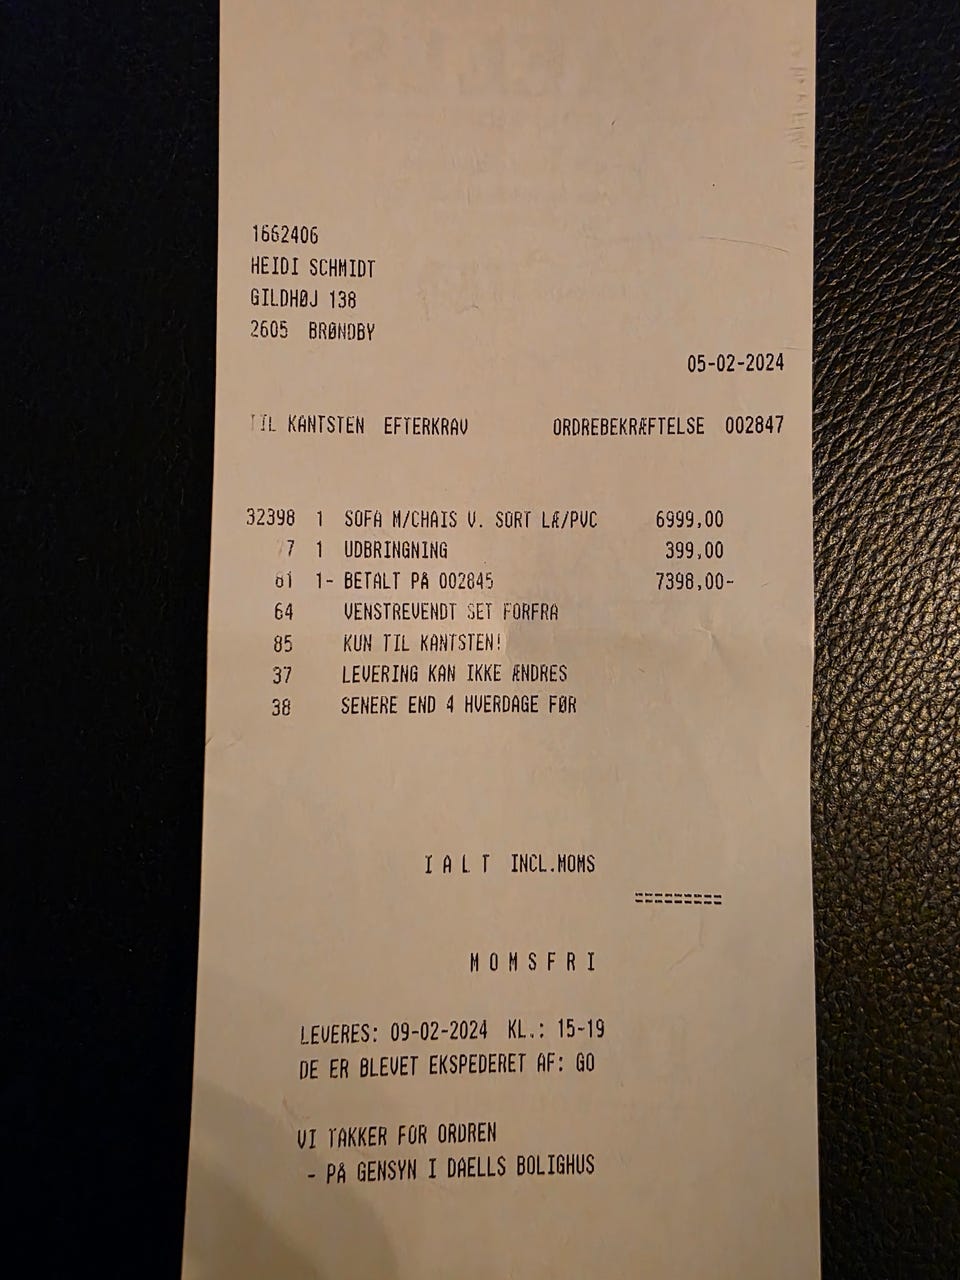 1662406
HEIDI SCHMIDT
GILDHØJ 138
2605 BRØNDBY
05-02-2024
TIL KANTSTEN EFTERKRAV ORDREBEKRÆFTELSE 002847
32398 1 SOFA M/CHAIS V. SORT LÆ/PVC 6999,00
77 1 UDBRINGNING 399,00
61 1- BETALT PÅ 002845 7398,00-
64 VENSTREVENDT SET FORFRA
85 KUN TIL KANTSTEN!
37 LEVERING KAN IKKE ÆNDRES
38 SENERE END 4 HVERDAGE FØR
I A L T INCL.MOMS
=========
M O M S F R I
LEVERES: 09-02-2024 KL.: 15-19
DE ER BLEVET EKSPEDERET AF: GO
VI TAKKER FOR ORDREN
- PÅ GENSYN I DAELLS BOLIGHUS